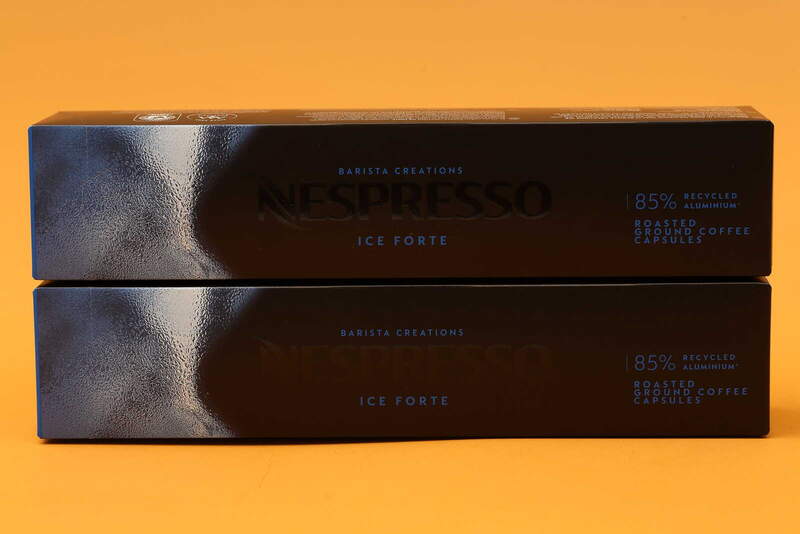 BARISTA CREATIONS
NESPRESSO
ICE FORTE
85% RECYCLED
ALUMINIUM*
ROASTED
GROUND COFFEE
CAPSULES
BARISTA CREATIONS
NESPRESSO
ICE FORTE
85% RECYCLED
ALUMINIUM*
ROASTED
GROUND COFFEE
CAPSULES